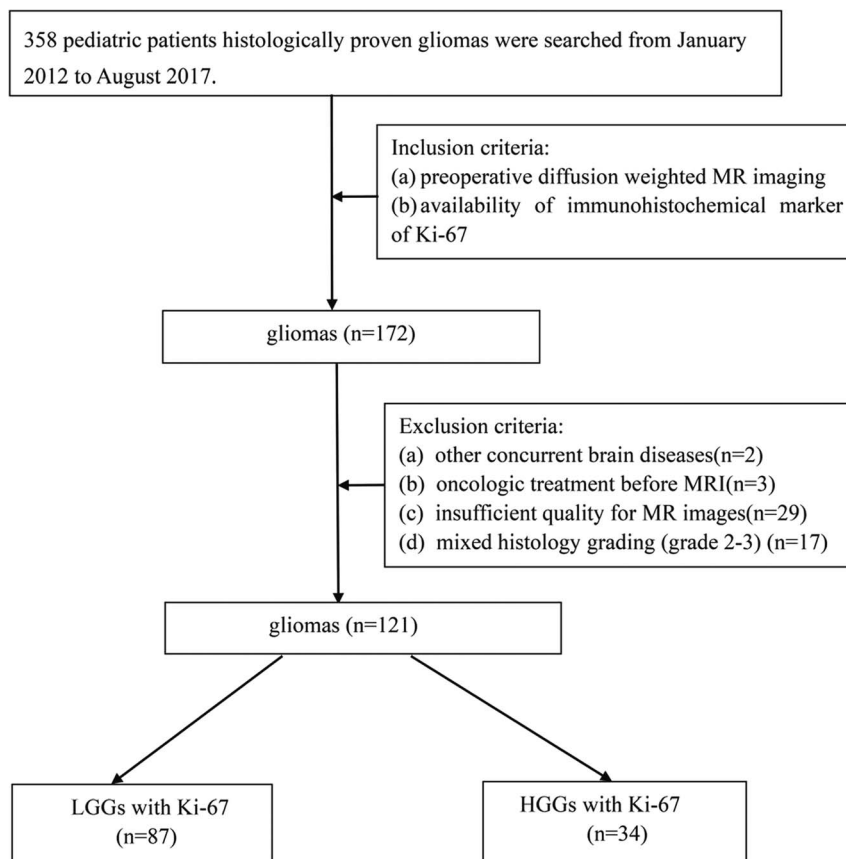 358 pediatric patients histologically proven gliomas were searched from January
2012 to August 2017.
Inclusion criteria:
(a) preoperative diffusion weighted MR imaging
(b) availability of immunohistochemical marker
of Ki-67
gliomas (n=172)
Exclusion criteria:
(a) other concurrent brain diseases(n=2)
(b) oncologic treatment before MRI(n=3)
(c) insufficient quality for MR images(n=29)
(d) mixed histology grading (grade 2-3) (n=17)
gliomas (n=121)
LGGs with Ki-67
(n=87)
HGGs with Ki-67
(n=34)